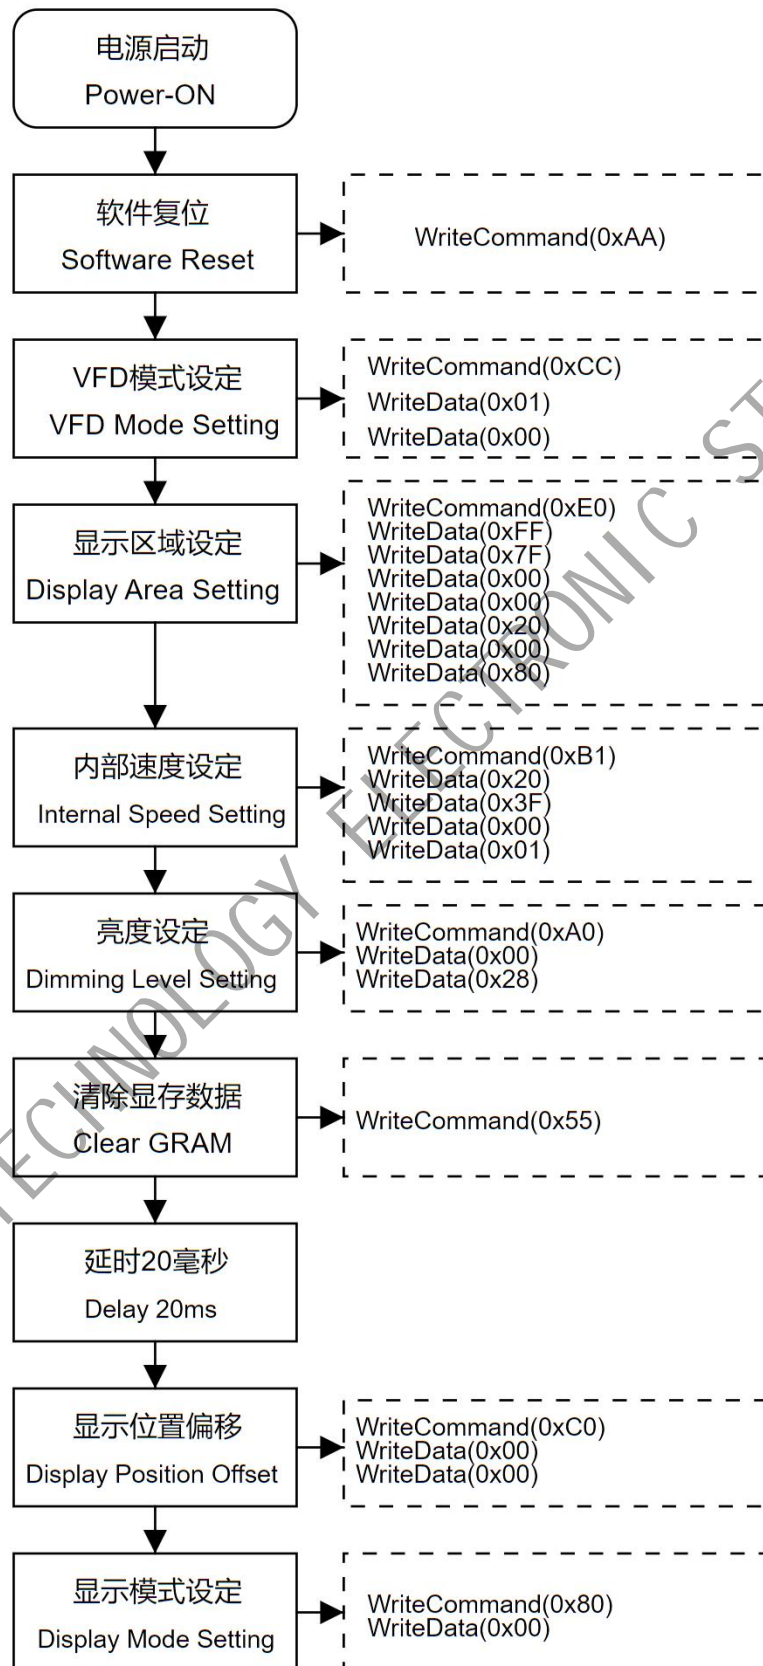 电源启动
Power-ON
软件复位
Software Reset
WriteCommand(0xAA)
VFD模式设定
VFD Mode Setting
WriteCommand(0xCC)
WriteData(0x01)
WriteData(0x00)
显示区域设定
Display Area Setting
WriteCommand(0xE0)
WriteData(0xFF)
WriteData(0x7F)
WriteData(0x00)
WriteData(0x00)
WriteData(0x20)
WriteData(0x00)
WriteData(0x80)
内部速度设定
Internal Speed Setting
WriteCommand(0xB1)
WriteData(0x20)
WriteData(0x3F)
WriteData(0x00)
WriteData(0x01)
亮度设定
Dimming Level Setting
WriteCommand(0xA0)
WriteData(0x00)
WriteData(0x28)
清除显存数据
Clear GRAM
WriteCommand(0x55)
延时20毫秒
Delay 20ms
显示位置偏移
Display Position Offset
WriteCommand(0xC0)
WriteData(0x00)
WriteData(0x00)
显示模式设定
Display Mode Setting
WriteCommand(0x80)
WriteData(0x00)
TECHNOLOGY ELECTRONIC